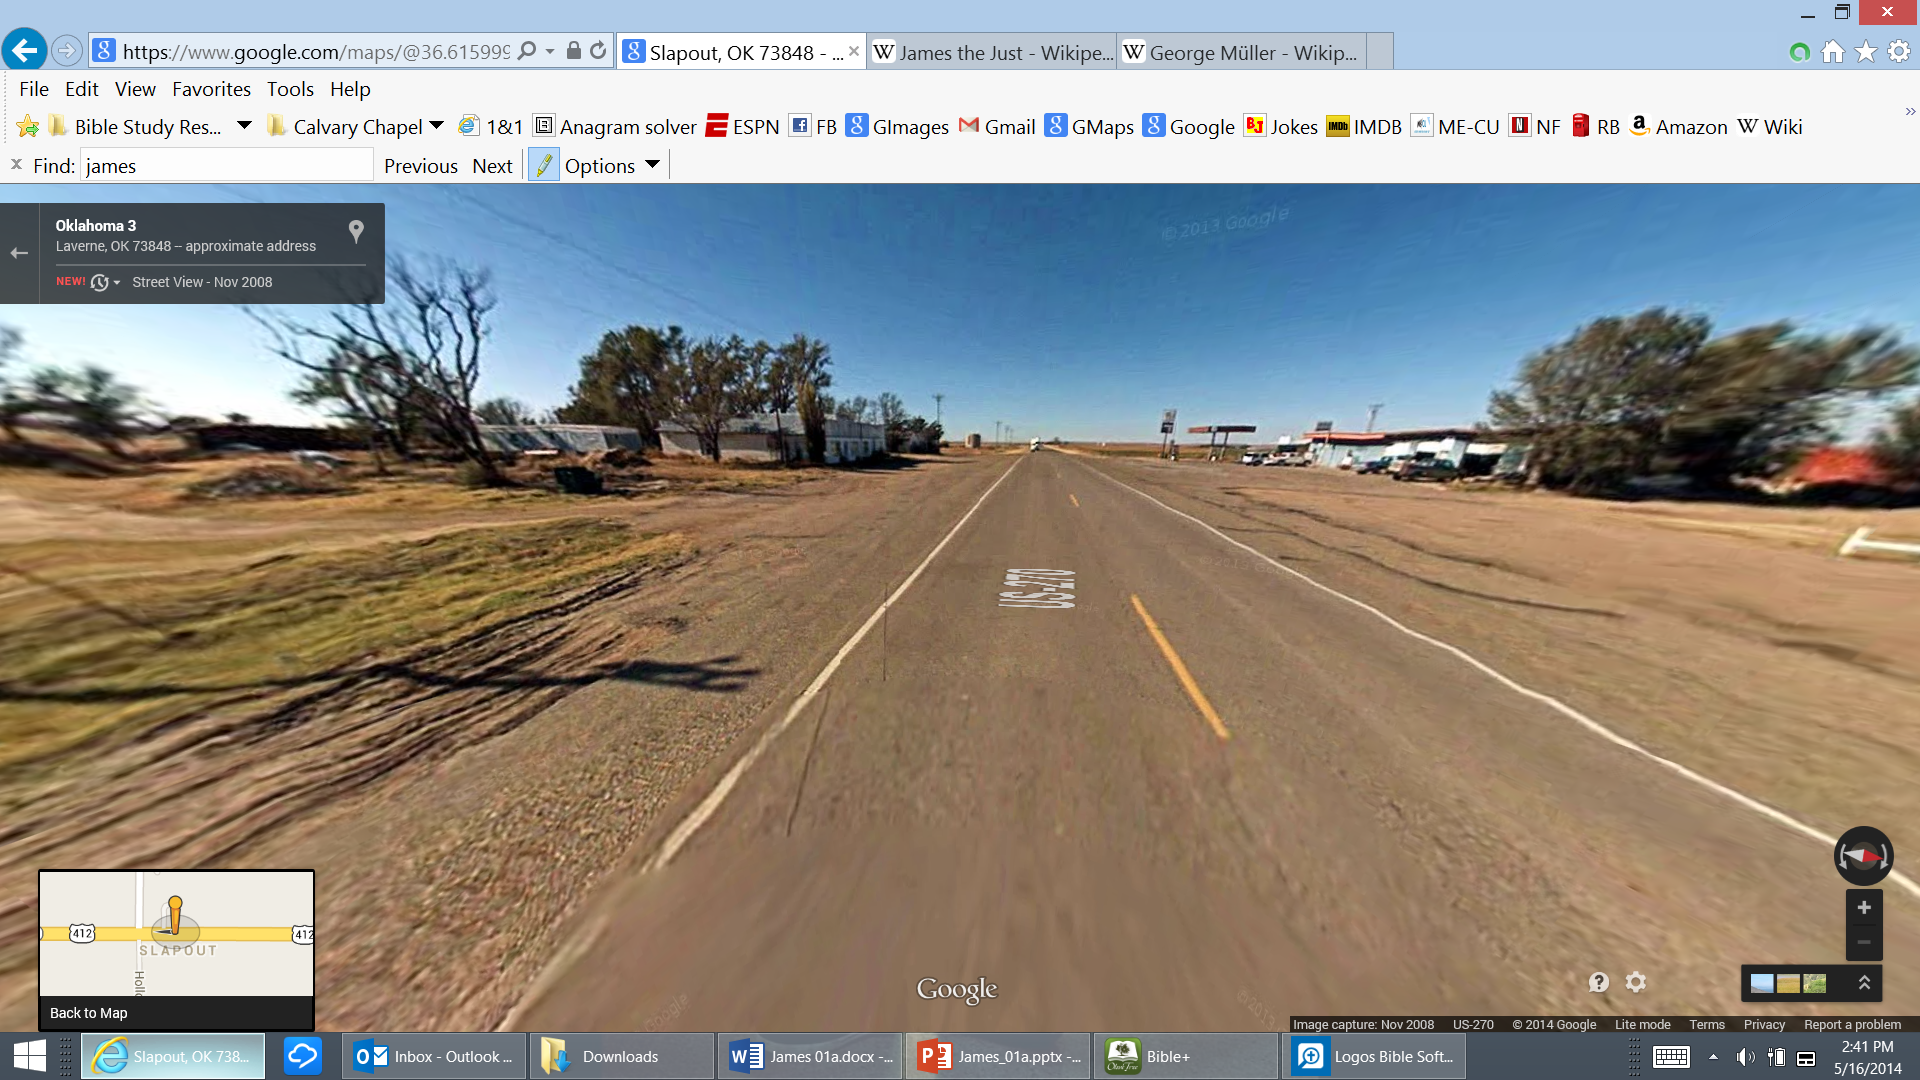 https://www.google.com/maps/@36.615999
Slapout, OK 73848 - ...
James the Just - Wikipe...
George Müller - Wikip...
File Edit View Favorites Tools Help
Bible Study Res... Calvary Chapel 1&1 Anagram solver ESPN FB GImages Gmail GMaps Google Jokes IMDB ME-CU NF RB Amazon Wiki
Find: james Previous Next Options
Oklahoma 3
Laverne, OK 73848 -- approximate address
NEW! Street View - Nov 2008
© 2013 Google
US-270
412 412
SLAPOUT
Hollo
Back to Map
Google
Image capture: Nov 2008 US-270 © 2014 Google Lite mode Terms Privacy Report a problem
Slapout, OK 738... Inbox - Outlook ... Downloads James 01a.docx -... James_01a.pptx -... Bible+ Logos Bible Soft...
2:41 PM
5/16/2014